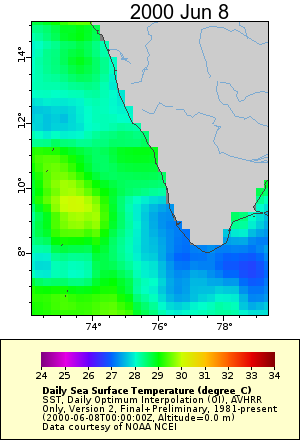 2000 Jun 8
14°
12°
10°
8°
74° 76° 78°
24 25 26 27 28 29 30 31 32 33 34
Daily Sea Surface Temperature (degree_C)
SST, Daily Optimum Interpolation (OI), AVHRR
Only, Version 2, Final+Preliminary, 1981-present
(2000-06-08T00:00:00Z, Altitude=0.0 m)
Data courtesy of NOAA NCEI